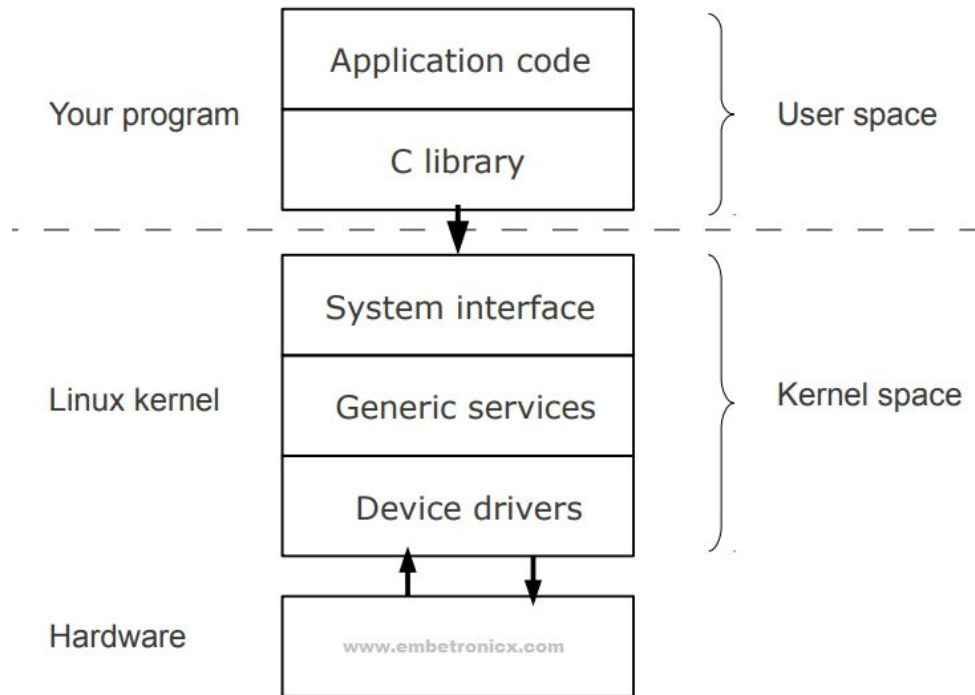 Application code
Your program
User space
C library
System interface
Linux kernel
Generic services
Kernel space
Device drivers
Hardware
www.embetronicx.com